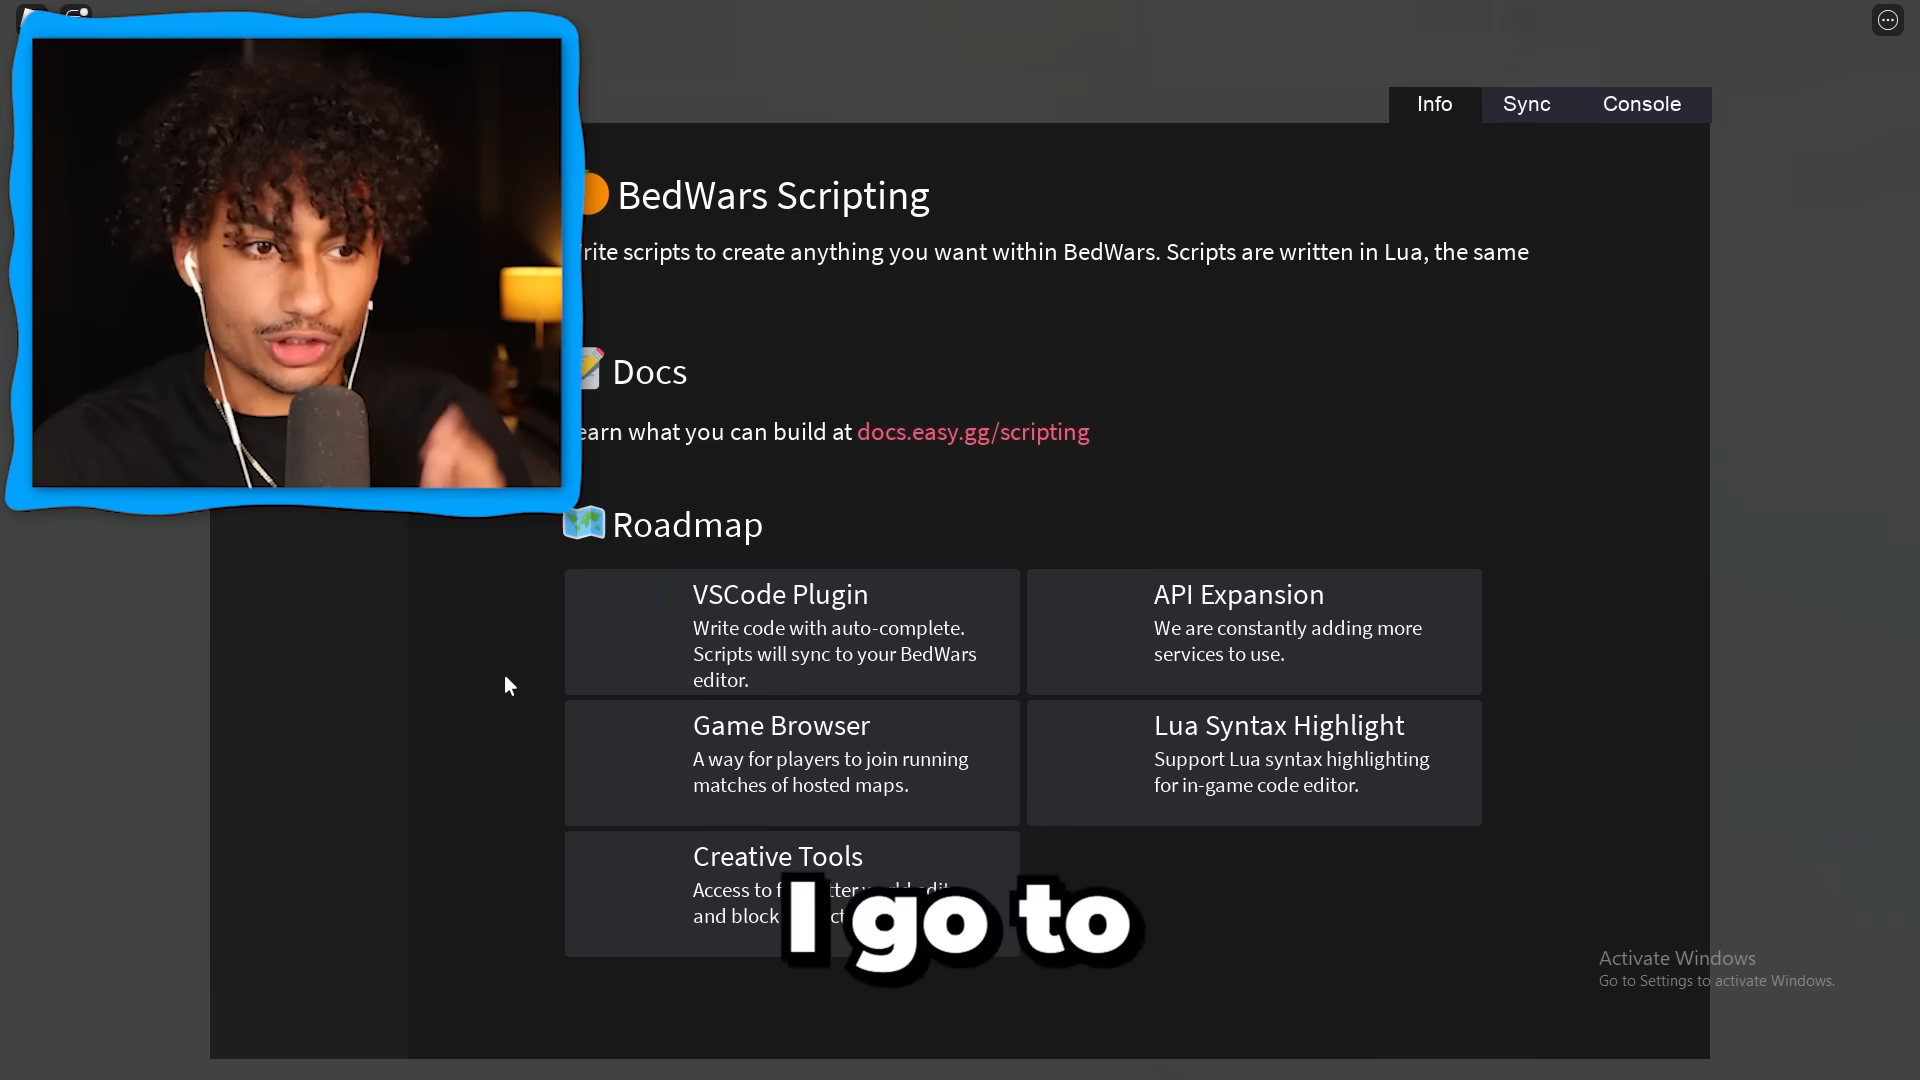 Info
Sync
Console
BedWars Scripting
rite scripts to create anything you want within BedWars. Scripts are written in Lua, the same
Docs
earn what you can build at docs.easy.gg/scripting
Roadmap
VSCode Plugin
Write code with auto-complete.
Scripts will sync to your BedWars
editor.
API Expansion
We are constantly adding more
services to use.
Game Browser
A way for players to join running
matches of hosted maps.
Lua Syntax Highlight
Support Lua syntax highlighting
for in-game code editor.
Creative Tools
Access to
and block
I go to
Activate Windows
Go to Settings to activate Windows.